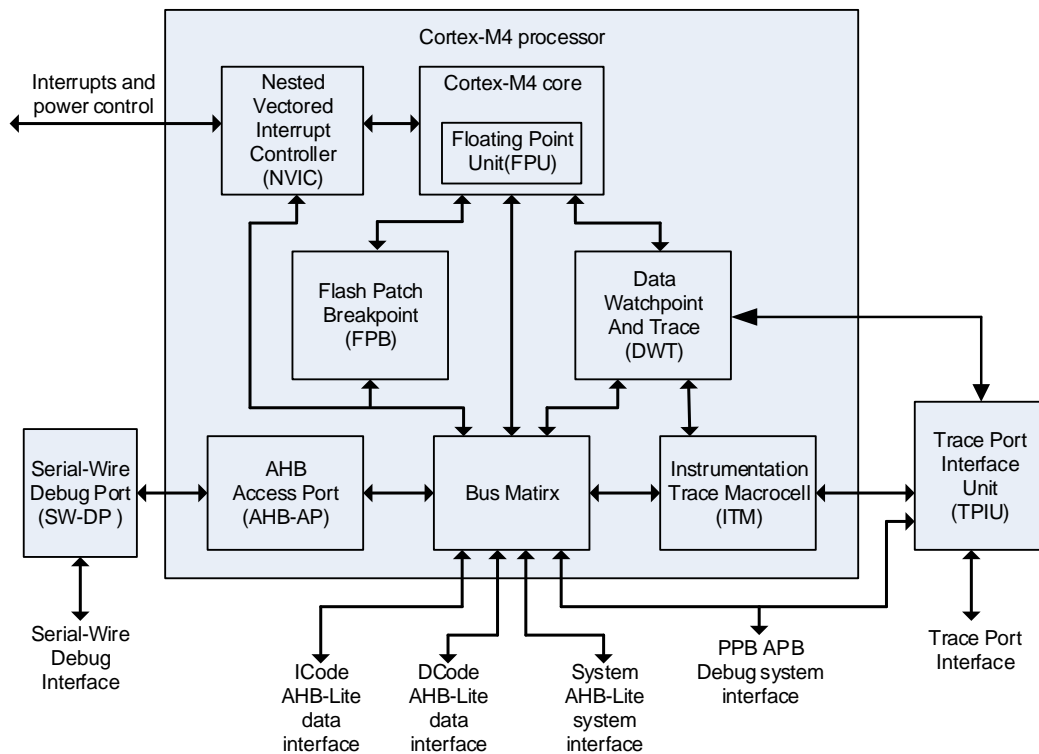 Cortex-M4 processor
Interrupts and
power control
Nested
Vectored
Interrupt
Controller
(NVIC)
Cortex-M4 core
Floating Point
Unit(FPU)
Flash Patch
Breakpoint
(FPB)
Data
Watchpoint
And Trace
(DWT)
Serial-Wire
Debug Port
(SW-DP )
AHB
Access Port
(AHB-AP)
Bus Matirx
Instrumentation
Trace Macrocell
(ITM)
Trace Port
Interface
Unit
(TPIU)
Serial-Wire
Debug
Interface
ICode
AHB-Lite
data
interface
DCode
AHB-Lite
data
interface
System
AHB-Lite
system
interface
PPB APB
Debug system
interface
Trace Port
Interface